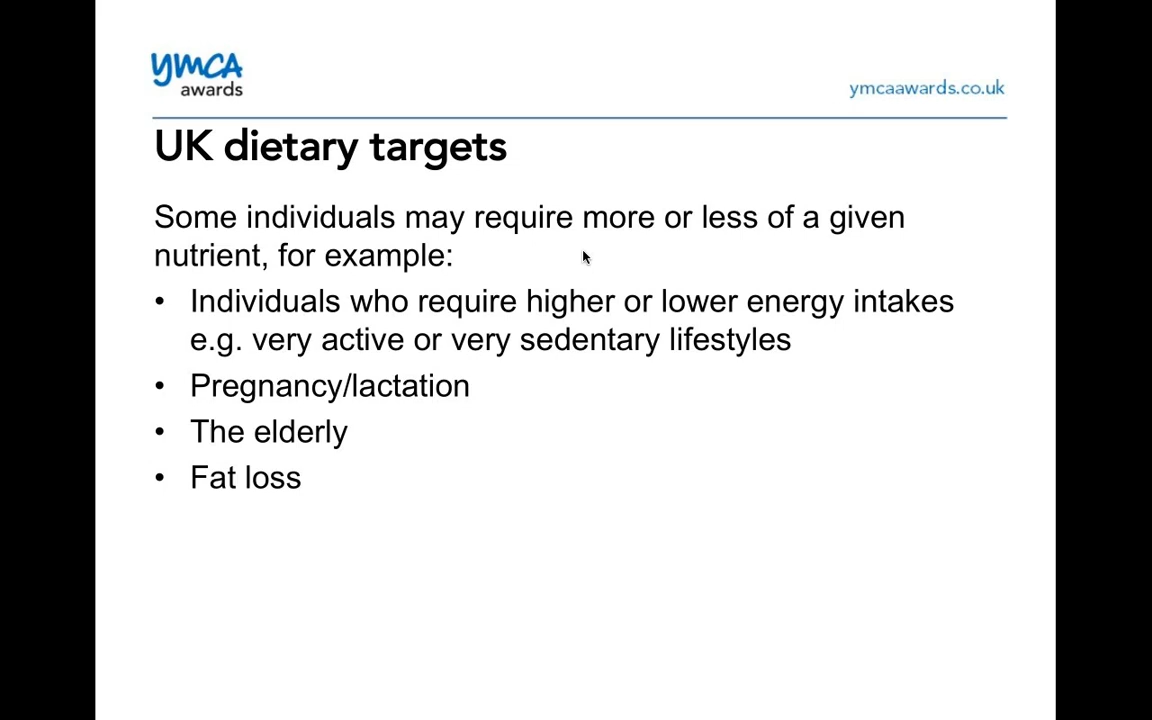 ymca
awards
ymcaawards.co.uk
UK dietary targets
Some individuals may require more or less of a given
nutrient, for example:
• Individuals who require higher or lower energy intakes
e.g. very active or very sedentary lifestyles
• Pregnancy/lactation
• The elderly
• Fat loss